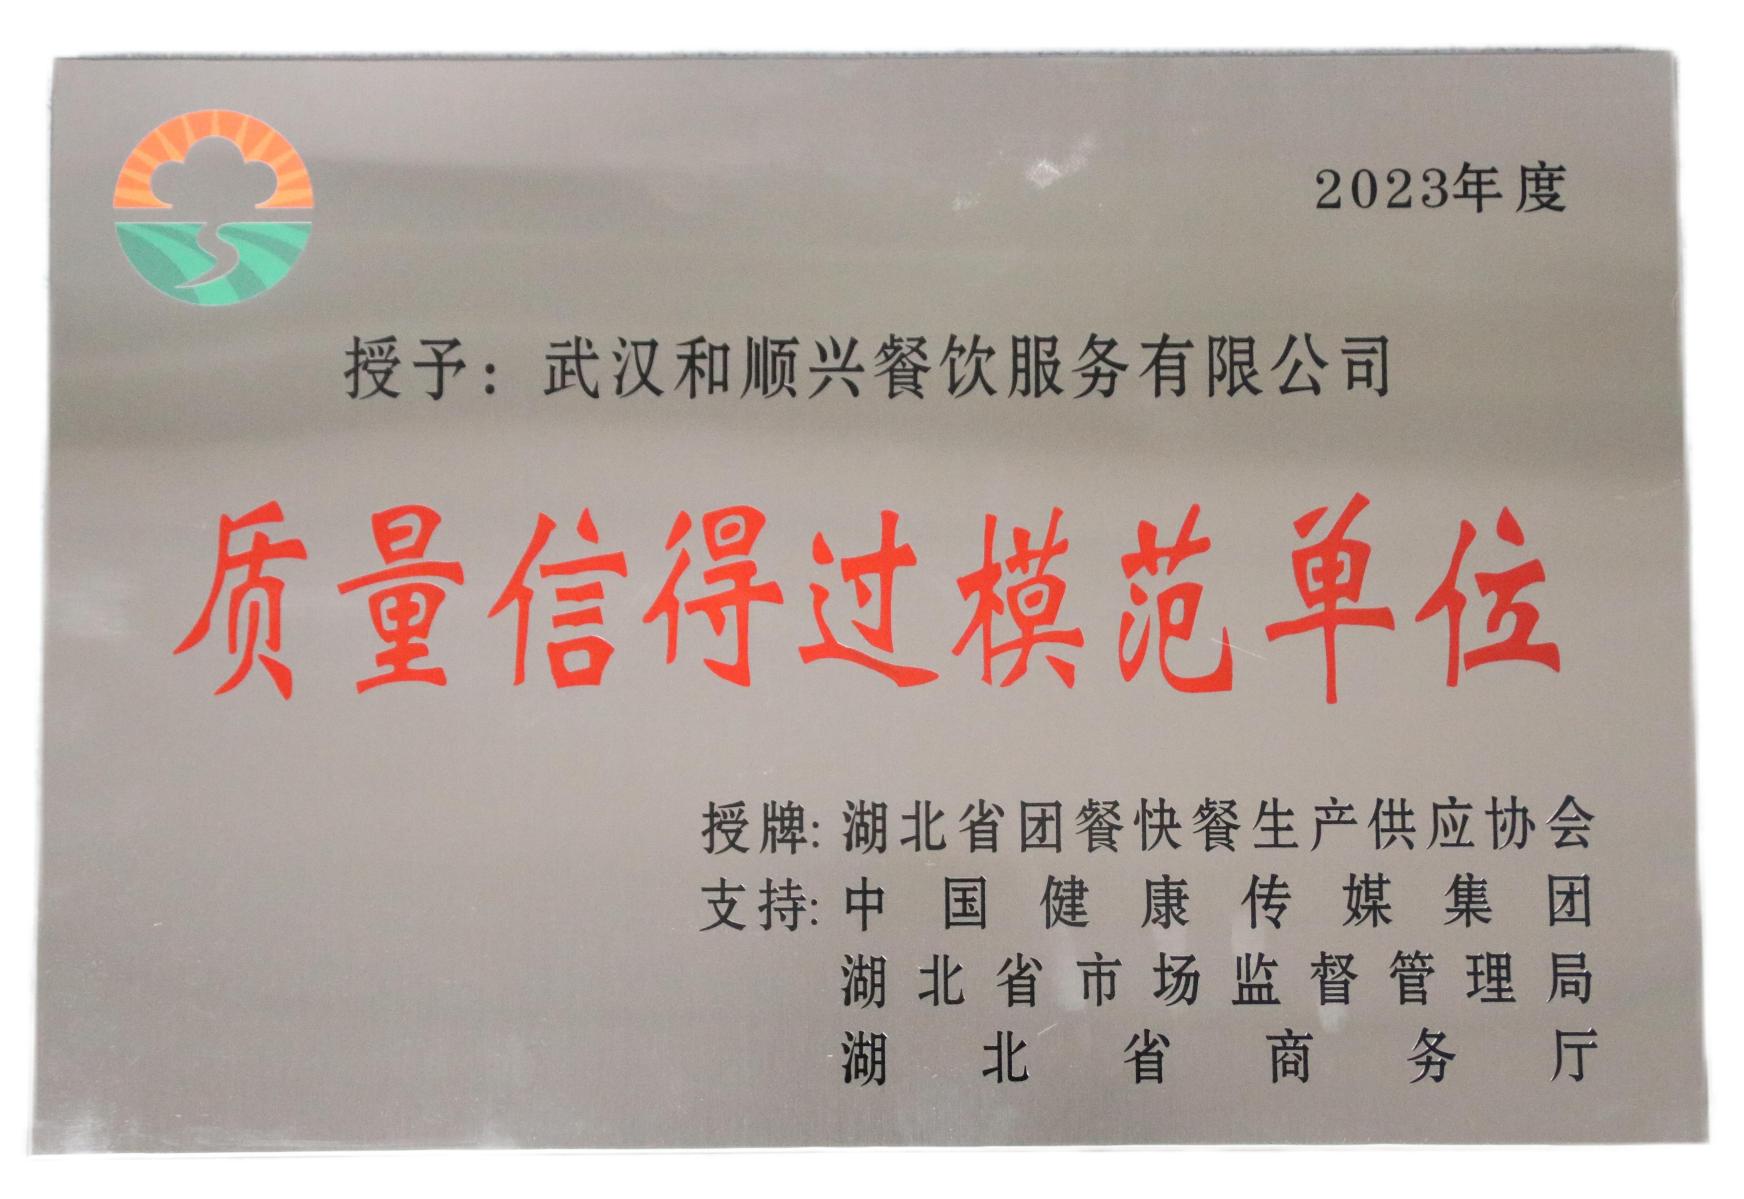 2023年度
授予：武汉和顺兴餐饮服务有限公司
质量信得过模范单位
授牌:湖北省团餐快餐生产供应协会
支持:中国健康传媒集团
湖北省市场监督管理局
湖北省商务厅